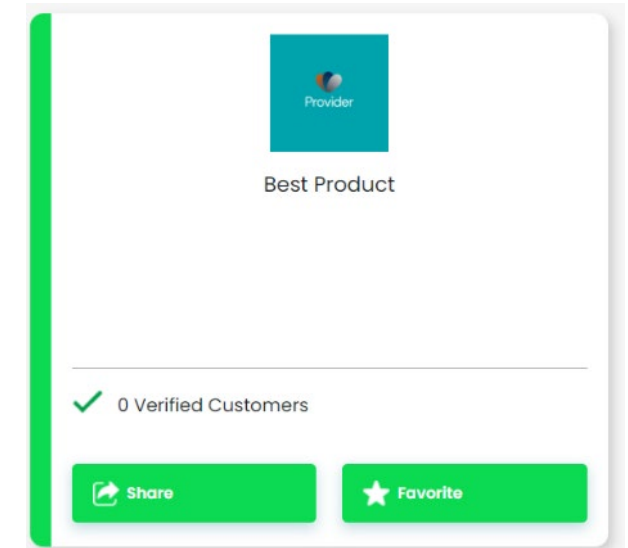 Provider
Best Product
0 Verified Customers
Share
Favorite